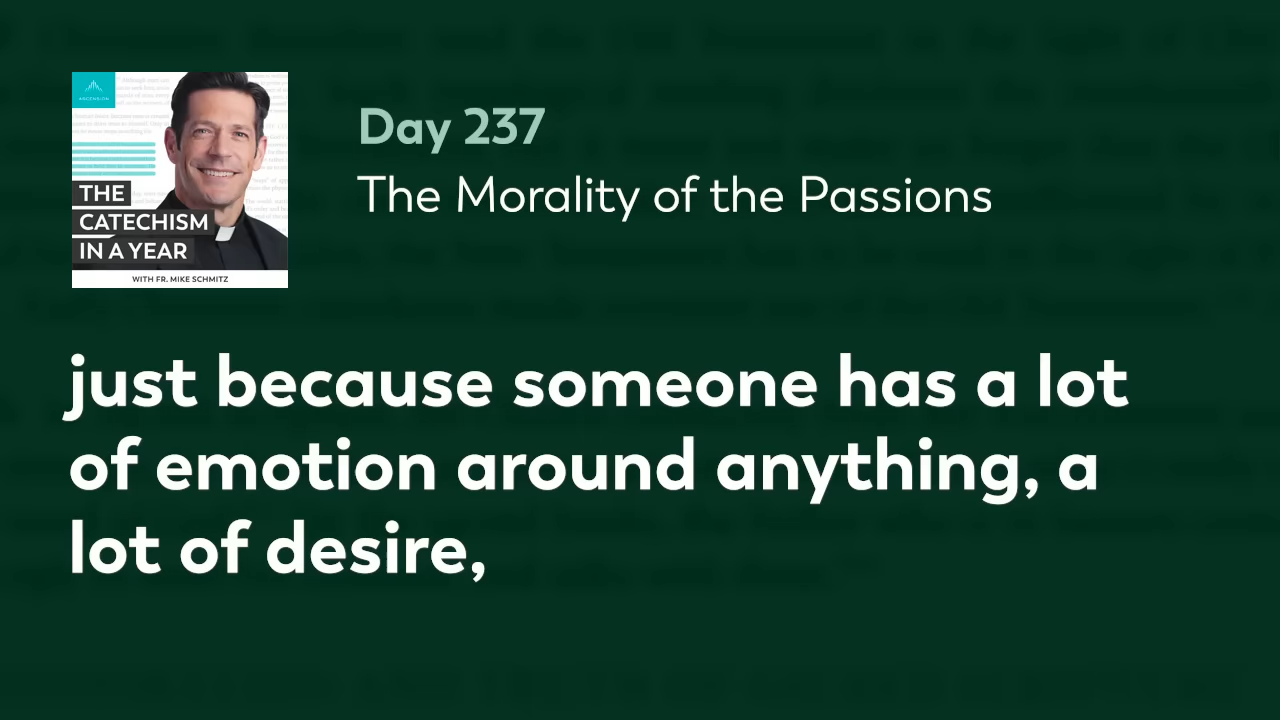 ASCENSION
THE
CATECHISM
IN A YEAR
WITH FR. MIKE SCHMITZ
Day 237
The Morality of the Passions
just because someone has a lot
of emotion around anything, a
lot of desire,